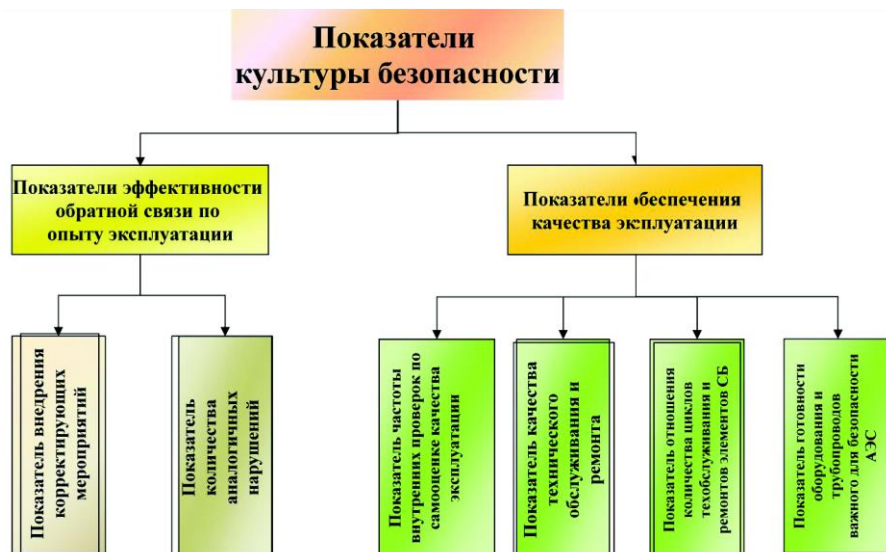 Показатели
культуры безопасности
Показатели эффективности
обратной связи по
опыту эксплуатации
Показатели обеспечения
качества эксплуатации
Показатель внедрения
корректирующих
мероприятий
Показатель
количества
аналогичных
нарушений
Показатель частоты
внутренних проверок по
самооценке качества
эксплуатации
Показатель качества
технического
обслуживания и
ремонта
Показатель отношения
количества циклов
техобслуживания и
ремонтов элементов СБ
Показатель готовности
оборудования и
трубопроводов
важного для безопасности
АЭС